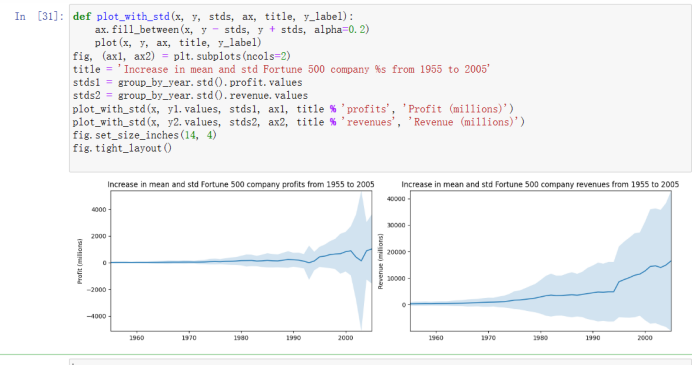 In [31]:
def plot_with_std(x, y, stds, ax, title, y_label):
    ax.fill_between(x, y - stds, y + stds, alpha=0.2)
    plot(x, y, ax, title, y_label)
fig, (ax1, ax2) = plt.subplots(ncols=2)
title = 'Increase in mean and std Fortune 500 company %s from 1955 to 2005'
stds1 = group_by_year.std().profit.values
stds2 = group_by_year.std().revenue.values
plot_with_std(x, y1.values, stds1, ax1, title % 'profits', 'Profit (millions)')
plot_with_std(x, y2.values, stds2, ax2, title % 'revenues', 'Revenue (millions)')
fig.set_size_inches(14, 4)
fig.tight_layout()
Increase in mean and std Fortune 500 company profits from 1955 to 2005
Profit (millions)
4000
2000
0
−2000
−4000
1960 1970 1980 1990 2000
Increase in mean and std Fortune 500 company revenues from 1955 to 2005
Revenue (millions)
40000
30000
20000
10000
0
1960 1970 1980 1990 2000